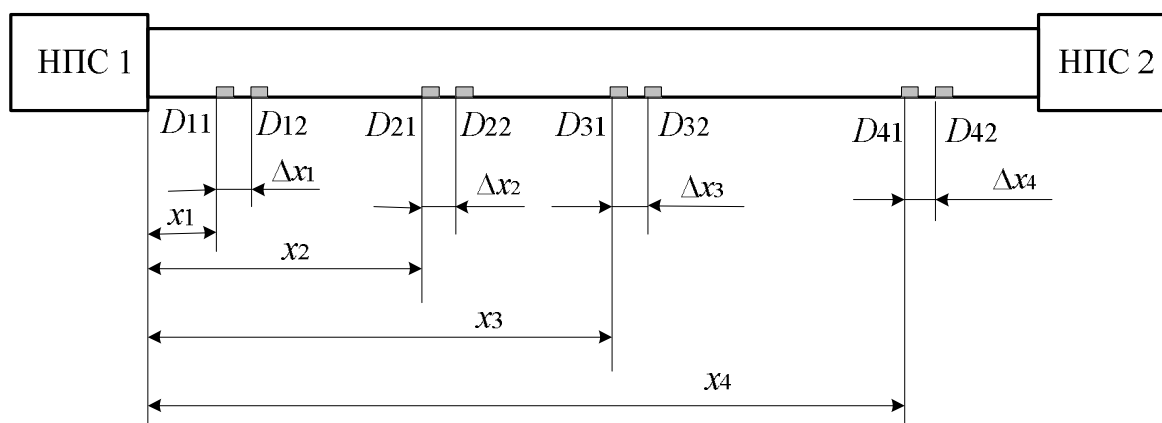 НПС 1
НПС 2
D11 D12 D21 D22 D31 D32 D41 D42
Δx1 Δx2 Δx3 Δx4
x1
x2
x3
x4